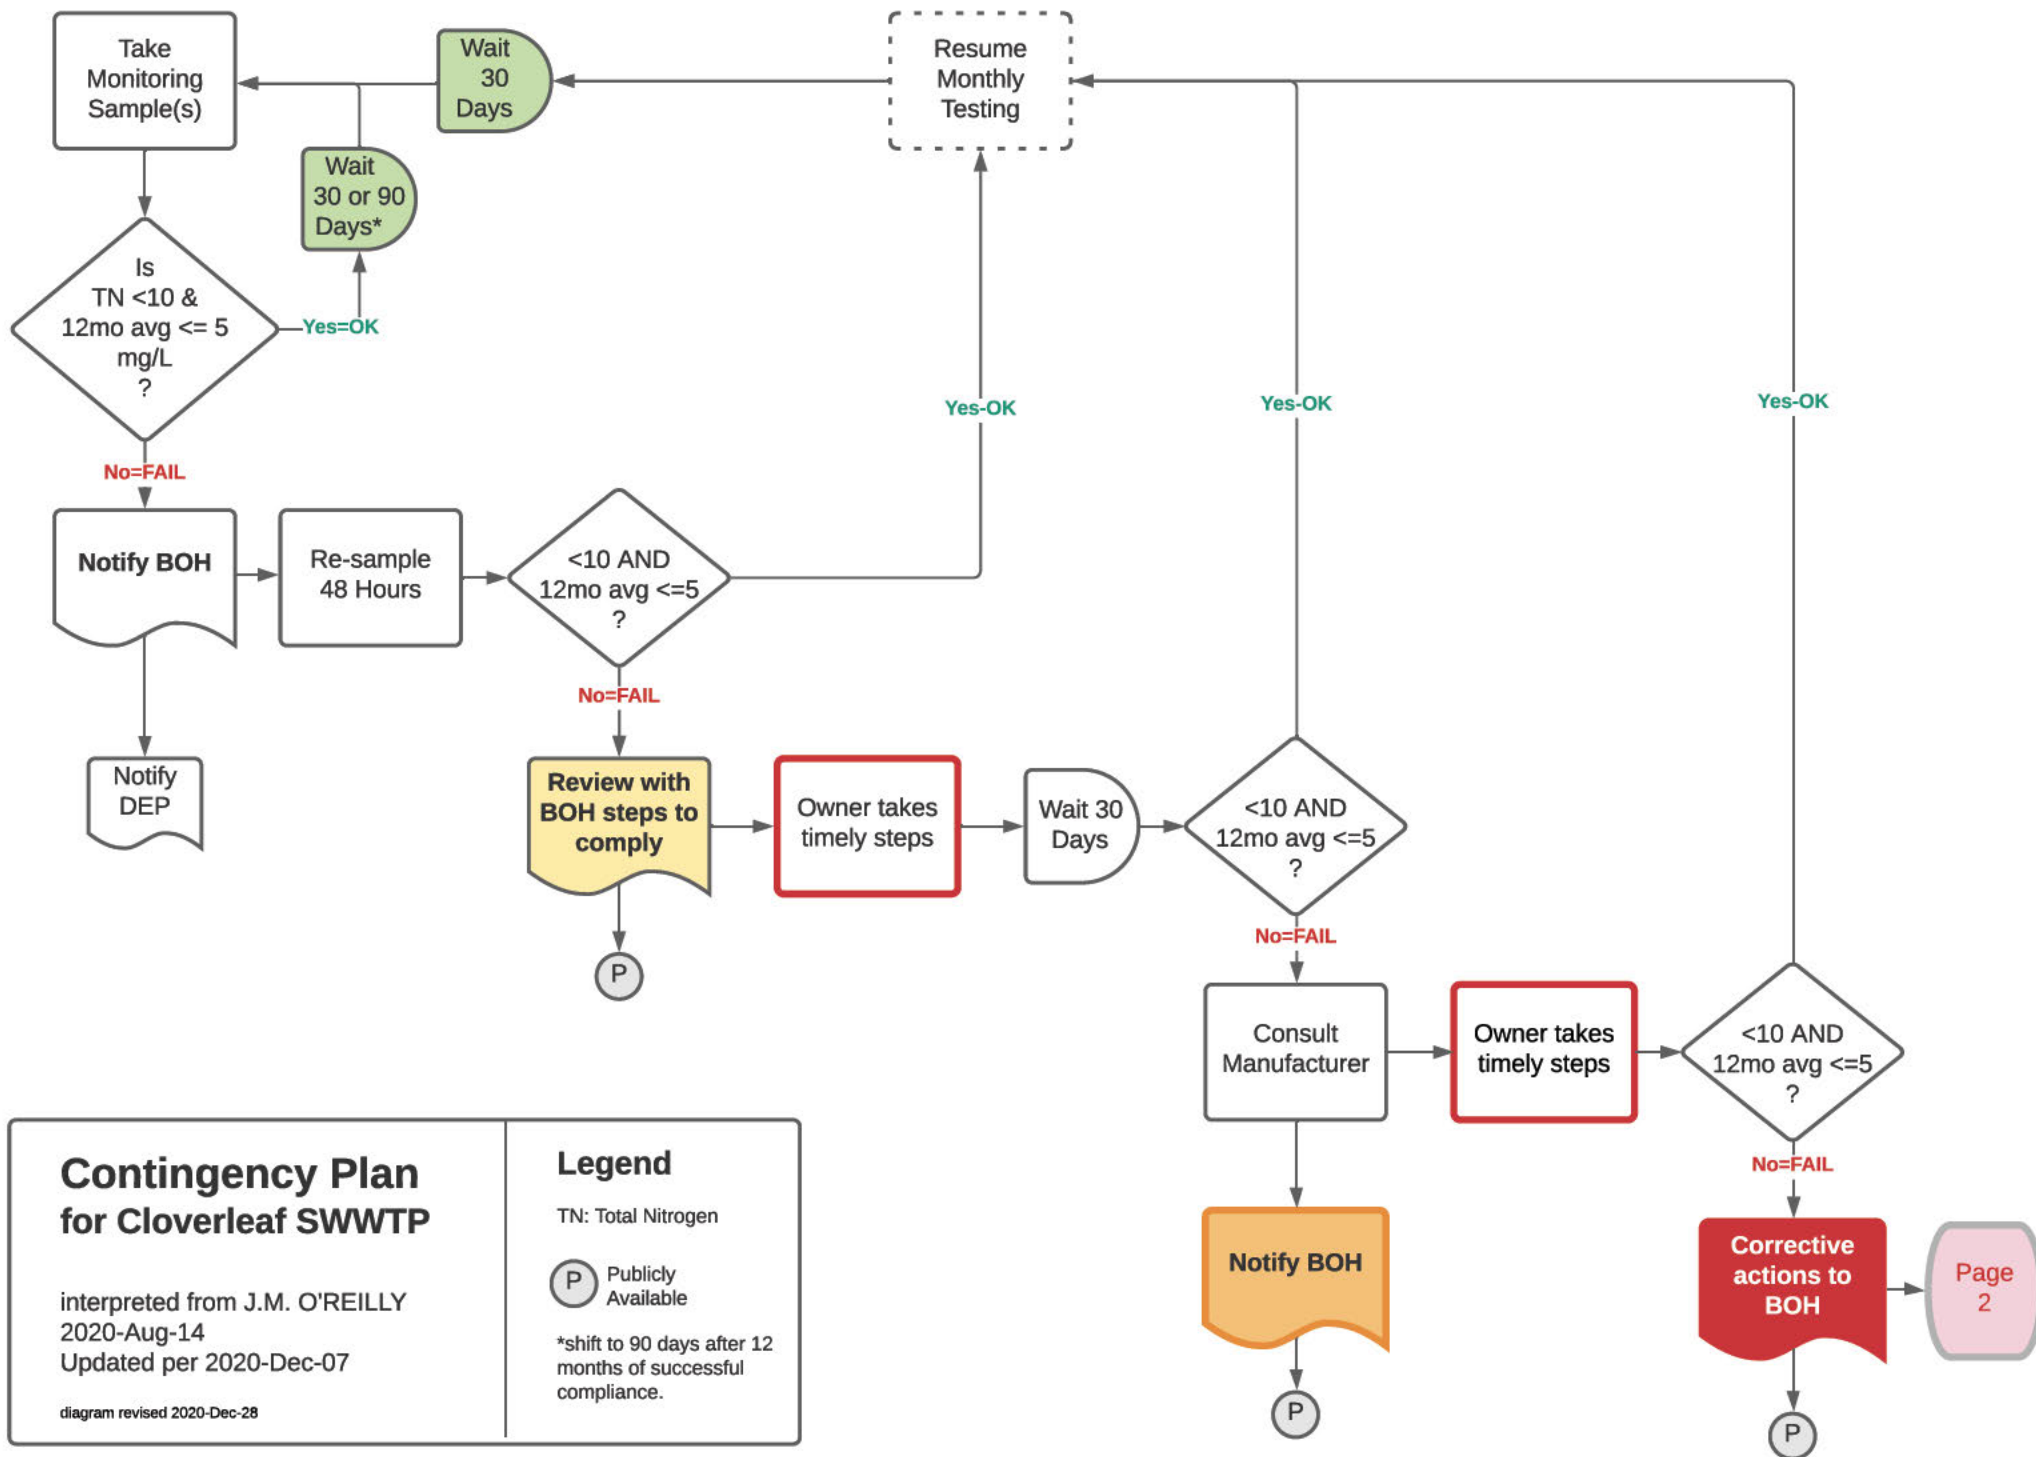 Take
Monitoring
Sample(s)
Wait
30
Days
Resume
Monthly
Testing
Wait
30 or 90
Days*
Is
TN <10 &
12mo avg <= 5
mg/L
?
Yes=OK
No=FAIL
Yes-OK
Yes-OK
Yes-OK
Notify BOH
Re-sample
48 Hours
<10 AND
12mo avg <=5
?
No=FAIL
Notify
DEP
Review with
BOH steps to
comply
Owner takes
timely steps
Wait 30
Days
<10 AND
12mo avg <=5
?
P
No=FAIL
Consult
Manufacturer
Owner takes
timely steps
<10 AND
12mo avg <=5
?
No=FAIL
Notify BOH
Corrective
actions to
BOH
Page
2
P
P
Contingency Plan
for Cloverleaf SWWTP
interpreted from J.M. O'REILLY
2020-Aug-14
Updated per 2020-Dec-07
diagram revised 2020-Dec-28
Legend
TN: Total Nitrogen
P
Publicly
Available
*shift to 90 days after 12
months of successful
compliance.